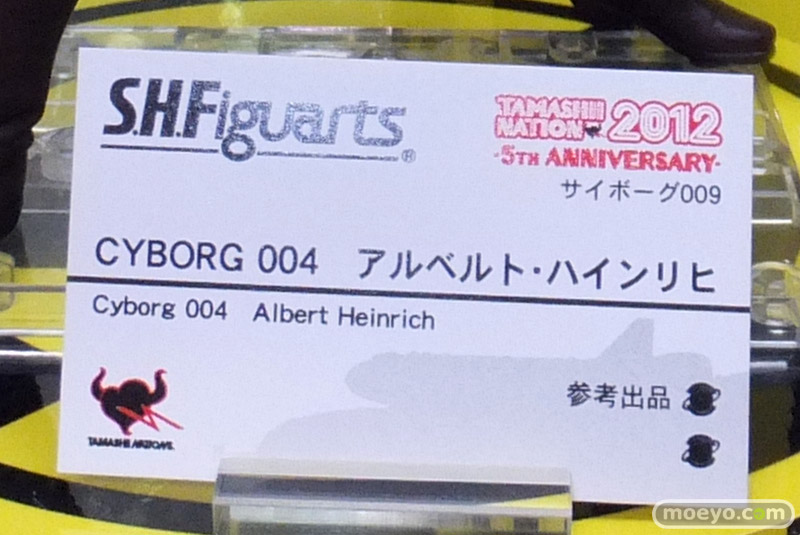 S.H.Figuarts®
TAMASHII
NATION 2012
-5TH ANNIVERSARY-
サイボーグ009
CYBORG 004 アルベルト・ハインリヒ
Cyborg 004 Albert Heinrich
参考出品
TAMASHII NATIONS
moeyo.com